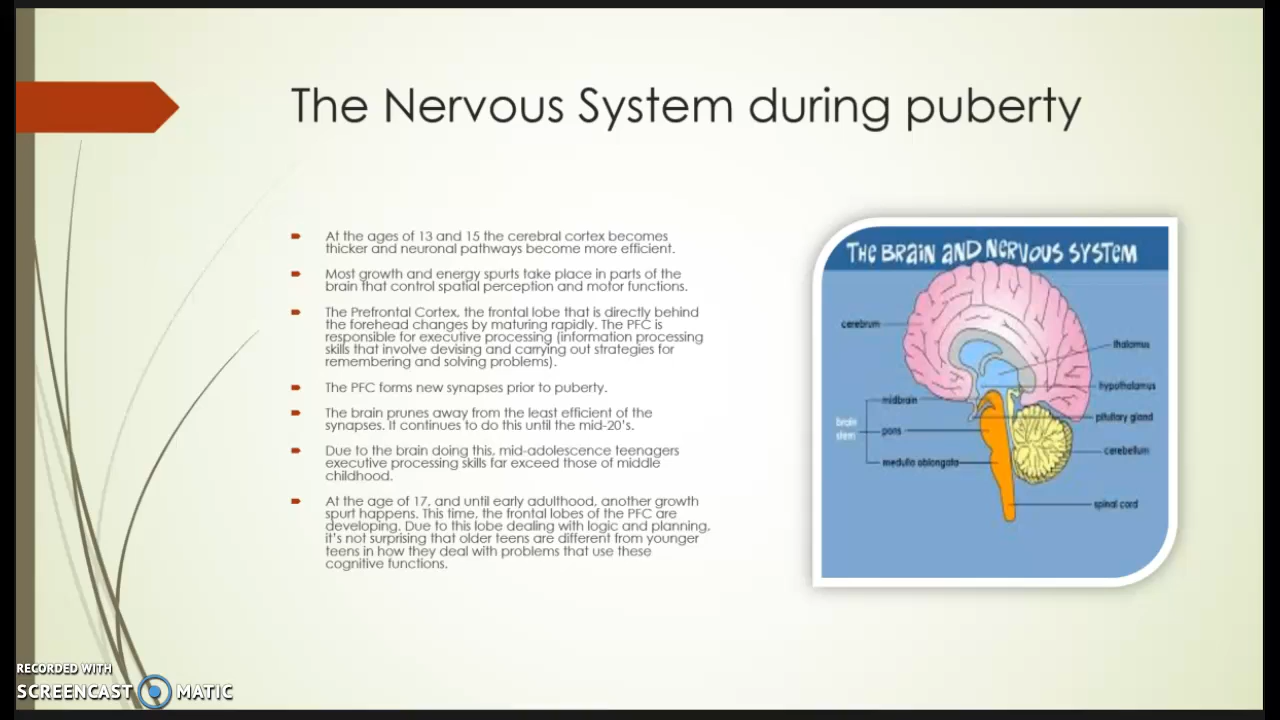 The Nervous System during puberty
At the ages of 13 and 15 the cerebral cortex becomes
thicker and neuronal pathways become more efficient.
Most growth and energy spurts take place in parts of the
brain that control spatial perception and motor functions.
The Prefrontal Cortex, the frontal lobe that is directly behind
the forehead changes by maturing rapidly. The PFC is
responsible for executive processing (information processing
skills that involve devising and carrying out strategies for
remembering and solving problems).
The PFC forms new synapses prior to puberty.
The brain prunes away from the least efficient of the
synapses. It continues to do this until the mid-20's.
Due to the brain doing this, mid-adolescence teenagers
executive processing skills far exceed those of middle
childhood.
At the age of 17, and until early adulthood, another growth
spurt happens. This time, the frontal lobes of the PFC are
developing. Due to this lobe dealing with logic and planning,
it's not surprising that older teens are different from younger
teens in how they deal with problems that use these
cognitive functions.
THE BRAIN AND NERVOUS SYSTEM
cerebrum
thalamus
hypothalamus
midbrain
pituitary gland
brain
stem
pons
cerebellum
medulla oblongata
spinal cord
RECORDED WITH
SCREENCAST MATIC